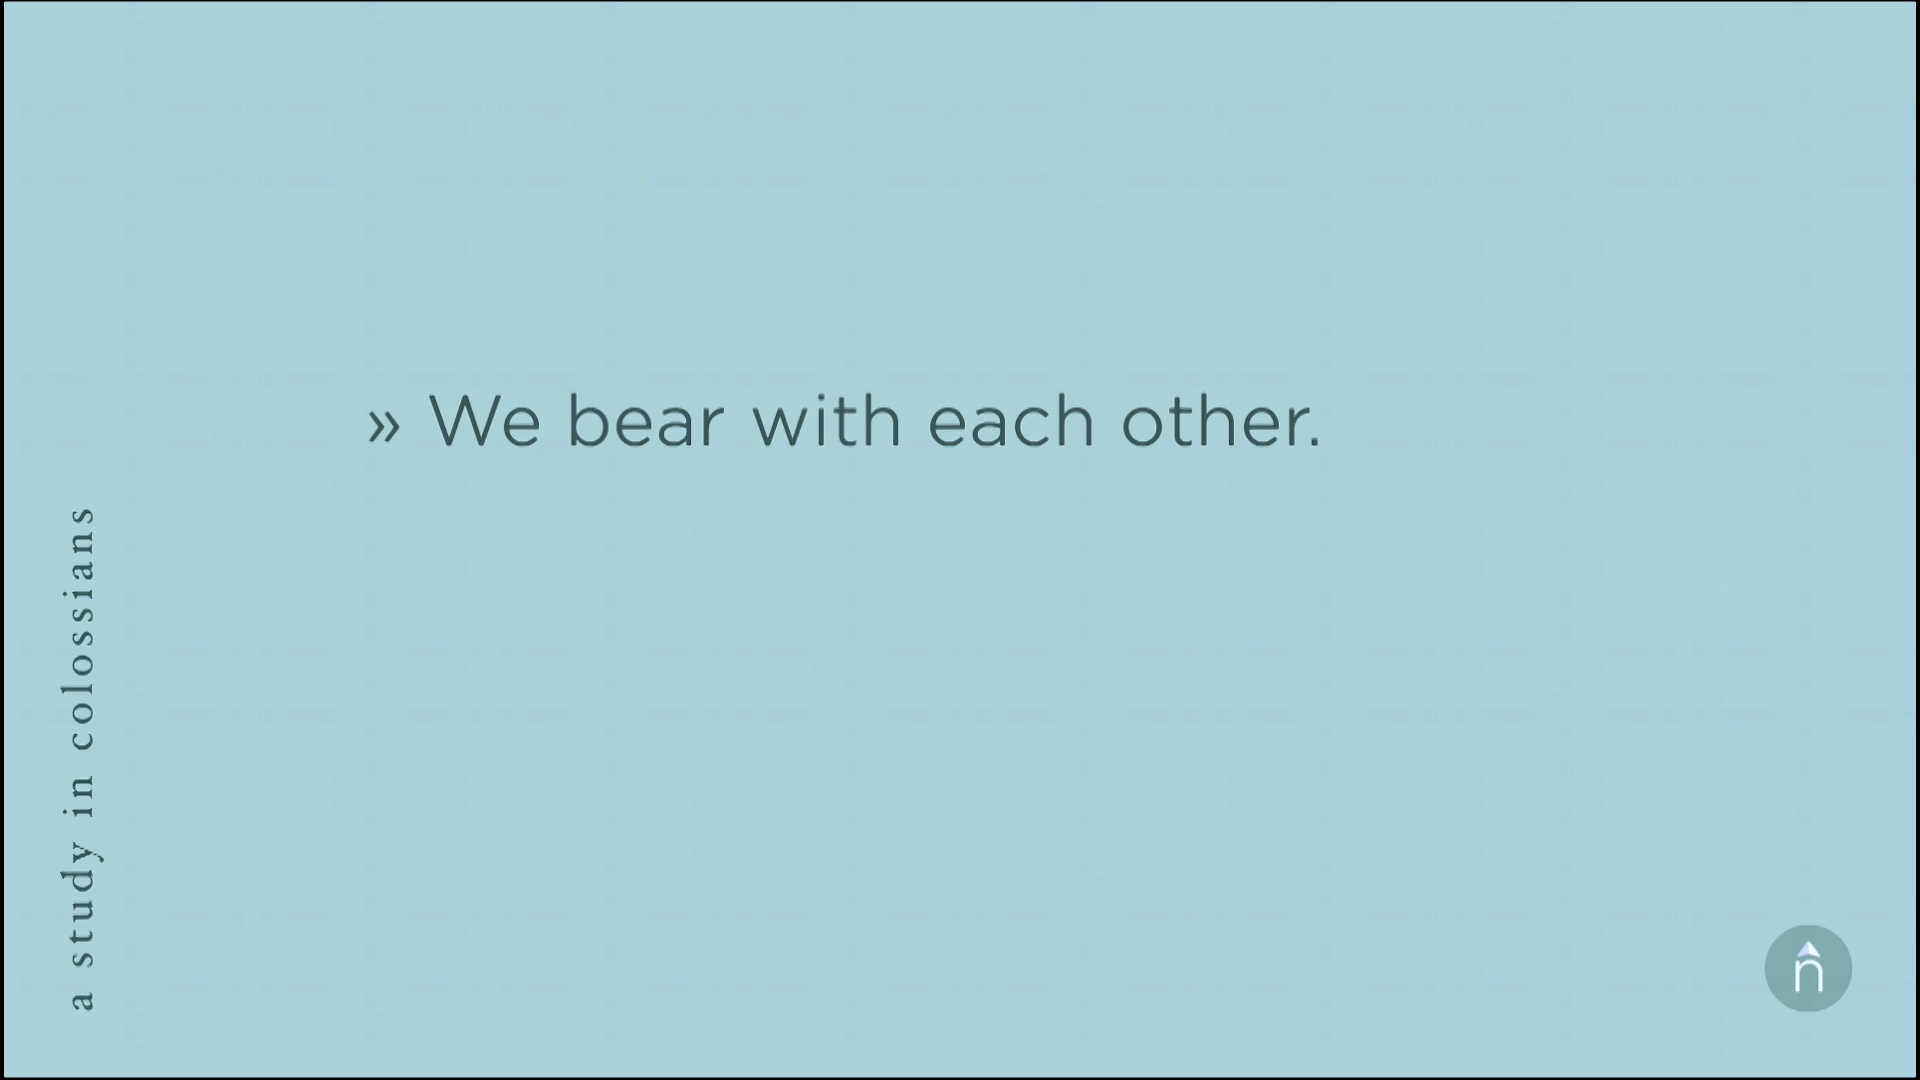 » We bear with each other.
a study in colossians
n̂